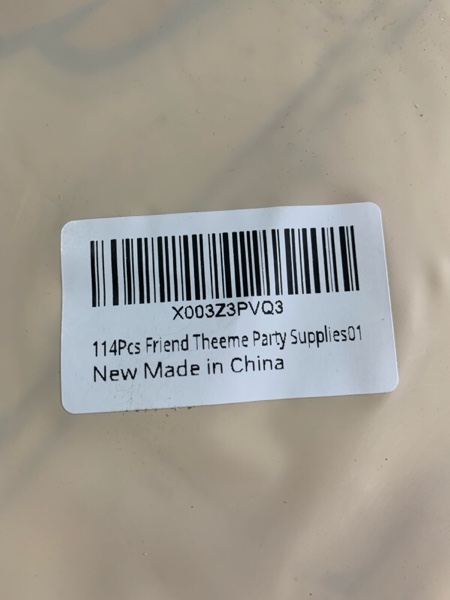 X003Z3PVQ3
114Pcs Friend Theeme Party Supplies01
New Made in China